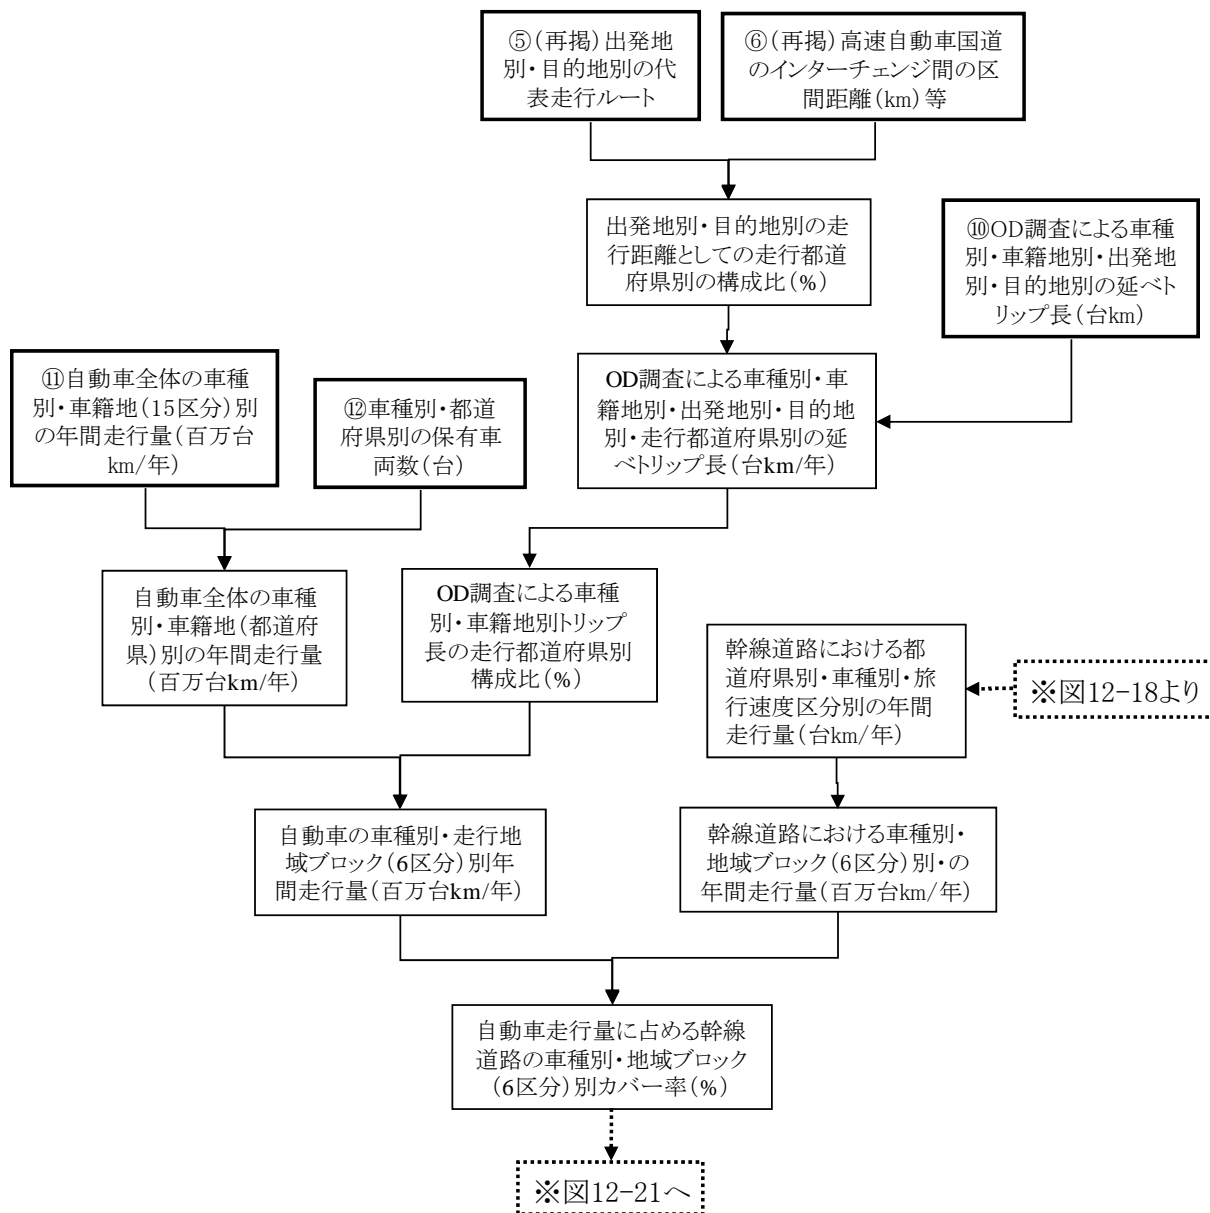 ⑤(再掲)出発地
別・目的地別の代
表走行ルート
⑥(再掲)高速自動車国道
のインターチェンジ間の区
間距離(km)等
出発地別・目的地別の走
行距離としての走行都道
府県別の構成比(%)
⑩OD調査による車種
別・車籍地別・出発地
別・目的地別の延べト
リップ長(台km)
⑪自動車全体の車種
別・車籍地(15区分)別
の年間走行量(百万台
km/年)
⑫車種別・都道
府県別の保有車
両数(台)
OD調査による車種別・車
籍地別・出発地別・目的地
別・走行都道府県別の延
べトリップ長(台km/年)
自動車全体の車種
別・車籍地(都道府
県)別の年間走行量
(百万台km/年)
OD調査による車種
別・車籍地別トリップ
長の走行都道府県別
構成比(%)
幹線道路における都
道府県別・車種別・旅
行速度区分別の年間
走行量(台km/年)
※図12-18より
自動車の車種別・走行地
域ブロック(6区分)別年
間走行量(百万台km/年)
幹線道路における車種別・
地域ブロック(6区分)別・の
年間走行量(百万台km/年)
自動車走行量に占める幹線
道路の車種別・地域ブロック
(6区分)別カバー率(%)
※図12-21へ